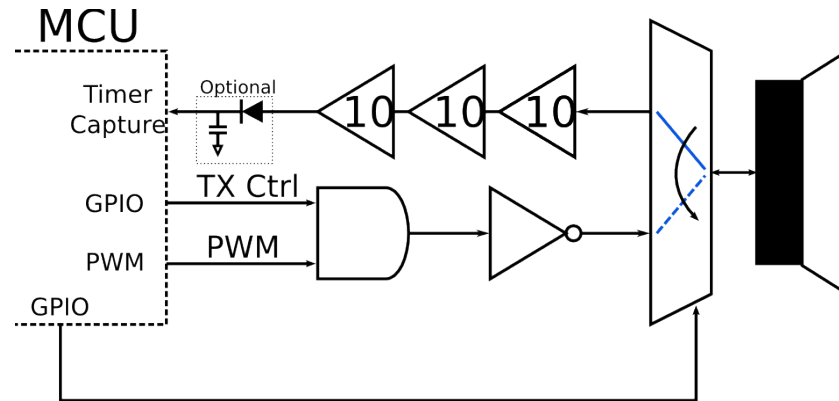 MCU
Optional
Timer
Capture
10 10 10
TX Ctrl
GPIO
PWM
PWM
GPIO